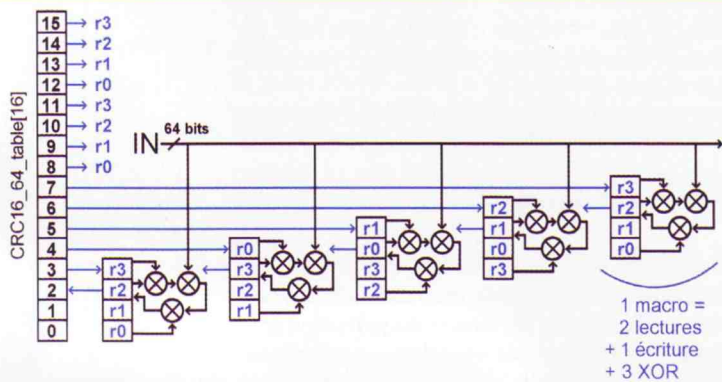 CRC16_64_table[16]
15 r3
14 r2
13 r1
12 r0
11 r3
10 r2
9 r1
8 r0
7
6
5
4
3
2
1
0
IN 64 bits
r3
r2
r1
r0
r0
r3
r2
r1
r1
r0
r3
r2
r2
r1
r0
r3
r3
r2
r1
r0
1 macro =
2 lectures
+ 1 écriture
+ 3 XOR